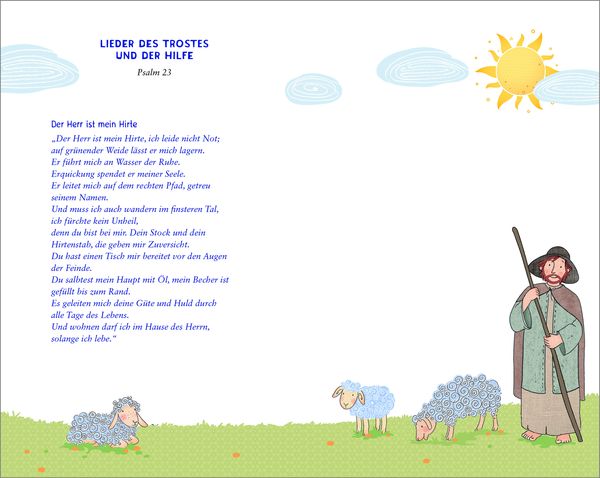 LIEDER DES TROSTES
UND DER HILFE
Psalm 23
Der Herr ist mein Hirte
„Der Herr ist mein Hirte, ich leide nicht Not;
auf grünender Weide lässt er mich lagern.
Er führt mich an Wasser der Ruhe.
Erquickung spendet er meiner Seele.
Er leitet mich auf dem rechten Pfad, getreu
seinem Namen.
Und muss ich auch wandern im finsteren Tal,
ich fürchte kein Unheil,
denn du bist bei mir. Dein Stock und dein
Hirtenstab, die geben mir Zuversicht.
Du hast einen Tisch mir bereitet vor den Augen
der Feinde.
Du salbtest mein Haupt mit Öl, mein Becher ist
gefüllt bis zum Rand.
Es geleiten mich deine Güte und Huld durch
alle Tage des Lebens.
Und wohnen darf ich im Hause des Herrn,
solange ich lebe.“